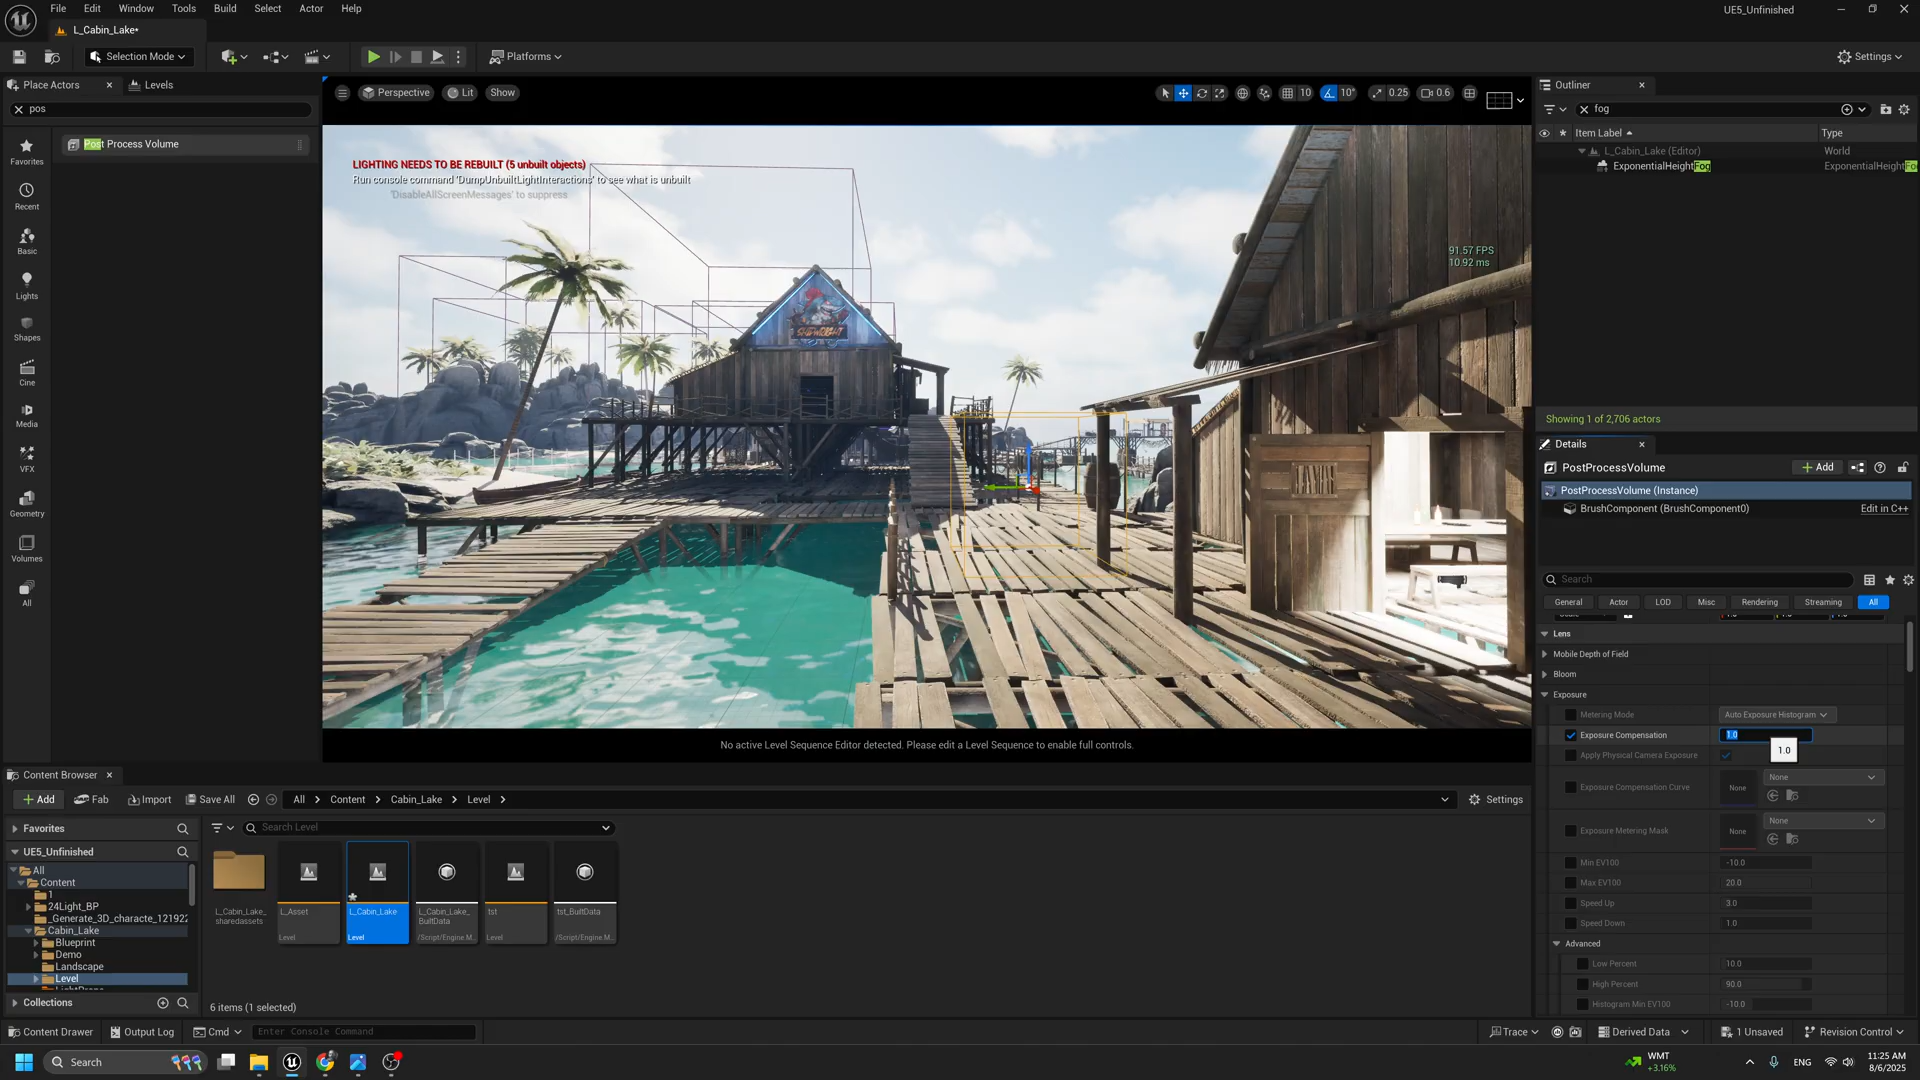 File Edit Window Tools Build Select Actor Help
UE5_Unfinished
L_Cabin_Lake*
Selection Mode
Platforms
Settings
Place Actors
Levels
pos
Post Process Volume
Favorites
Recent
Basic
Lights
Shapes
Cine
Media
VFX
Geometry
Volumes
All
Perspective
Lit
Show
10
10°
0.25
0.6
LIGHTING NEEDS TO BE REBUILT (5 unbuilt objects)
Run console command 'DumpUnbuiltLightInteractions' to see what is unbuilt
'DisableAllScreenMessages' to suppress
91.57 FPS
10.92 ms
SHIPWRIGHT
No active Level Sequence Editor detected. Please edit a Level Sequence to enable full controls.
Outliner
fog
Item Label
Type
L_Cabin_Lake (Editor)
World
ExponentialHeightFog
ExponentialHeightFo
Showing 1 of 2,706 actors
Details
PostProcessVolume
Add
PostProcessVolume (Instance)
BrushComponent (BrushComponent0)
Edit in C++
Search
General
Actor
LOD
Misc
Rendering
Streaming
All
Lens
Mobile Depth of Field
Bloom
Exposure
Metering Mode
Auto Exposure Histogram
Exposure Compensation
1.0
1.0
Apply Physical Camera Exposure
Exposure Compensation Curve
None
None
Exposure Metering Mask
None
None
Min EV100
-10.0
Max EV100
20.0
Speed Up
3.0
Speed Down
1.0
Advanced
Low Percent
10.0
High Percent
90.0
Histogram Min EV100
-10.0
Content Browser
Add
Fab
Import
Save All
All
Content
Cabin_Lake
Level
Settings
Favorites
Search Level
UE5_Unfinished
All
Content
1
24Light_BP
_Generate_3D_characte_121922
Cabin_Lake
Blueprint
Demo
Landscape
Level
Collections
L_Cabin_Lake_
sharedassets
L_Asset
Level
L_Cabin_Lake
Level
L_Cabin_Lake_
BuiltData
/Script/Engine.M...
tst
Level
tst_BuiltData
/Script/Engine.M...
6 items (1 selected)
Content Drawer
Output Log
Cmd
Enter Console Command
Trace
Derived Data
1 Unsaved
Revision Control
Search
WMT
+3.16%
ENG
11:25 AM
8/6/2025